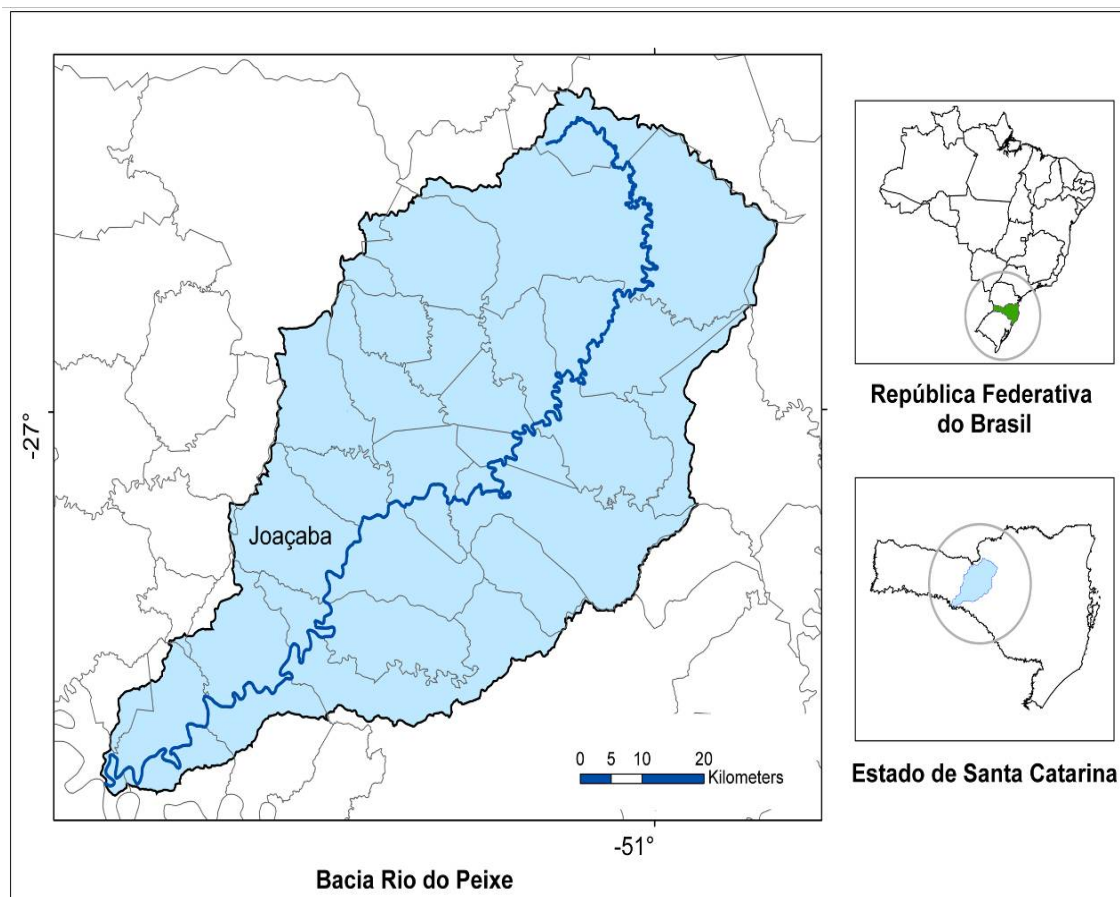 -27°
Joaçaba
0 5 10 20
Kilometers
-51°
Bacia Rio do Peixe
República Federativa
do Brasil
Estado de Santa Catarina